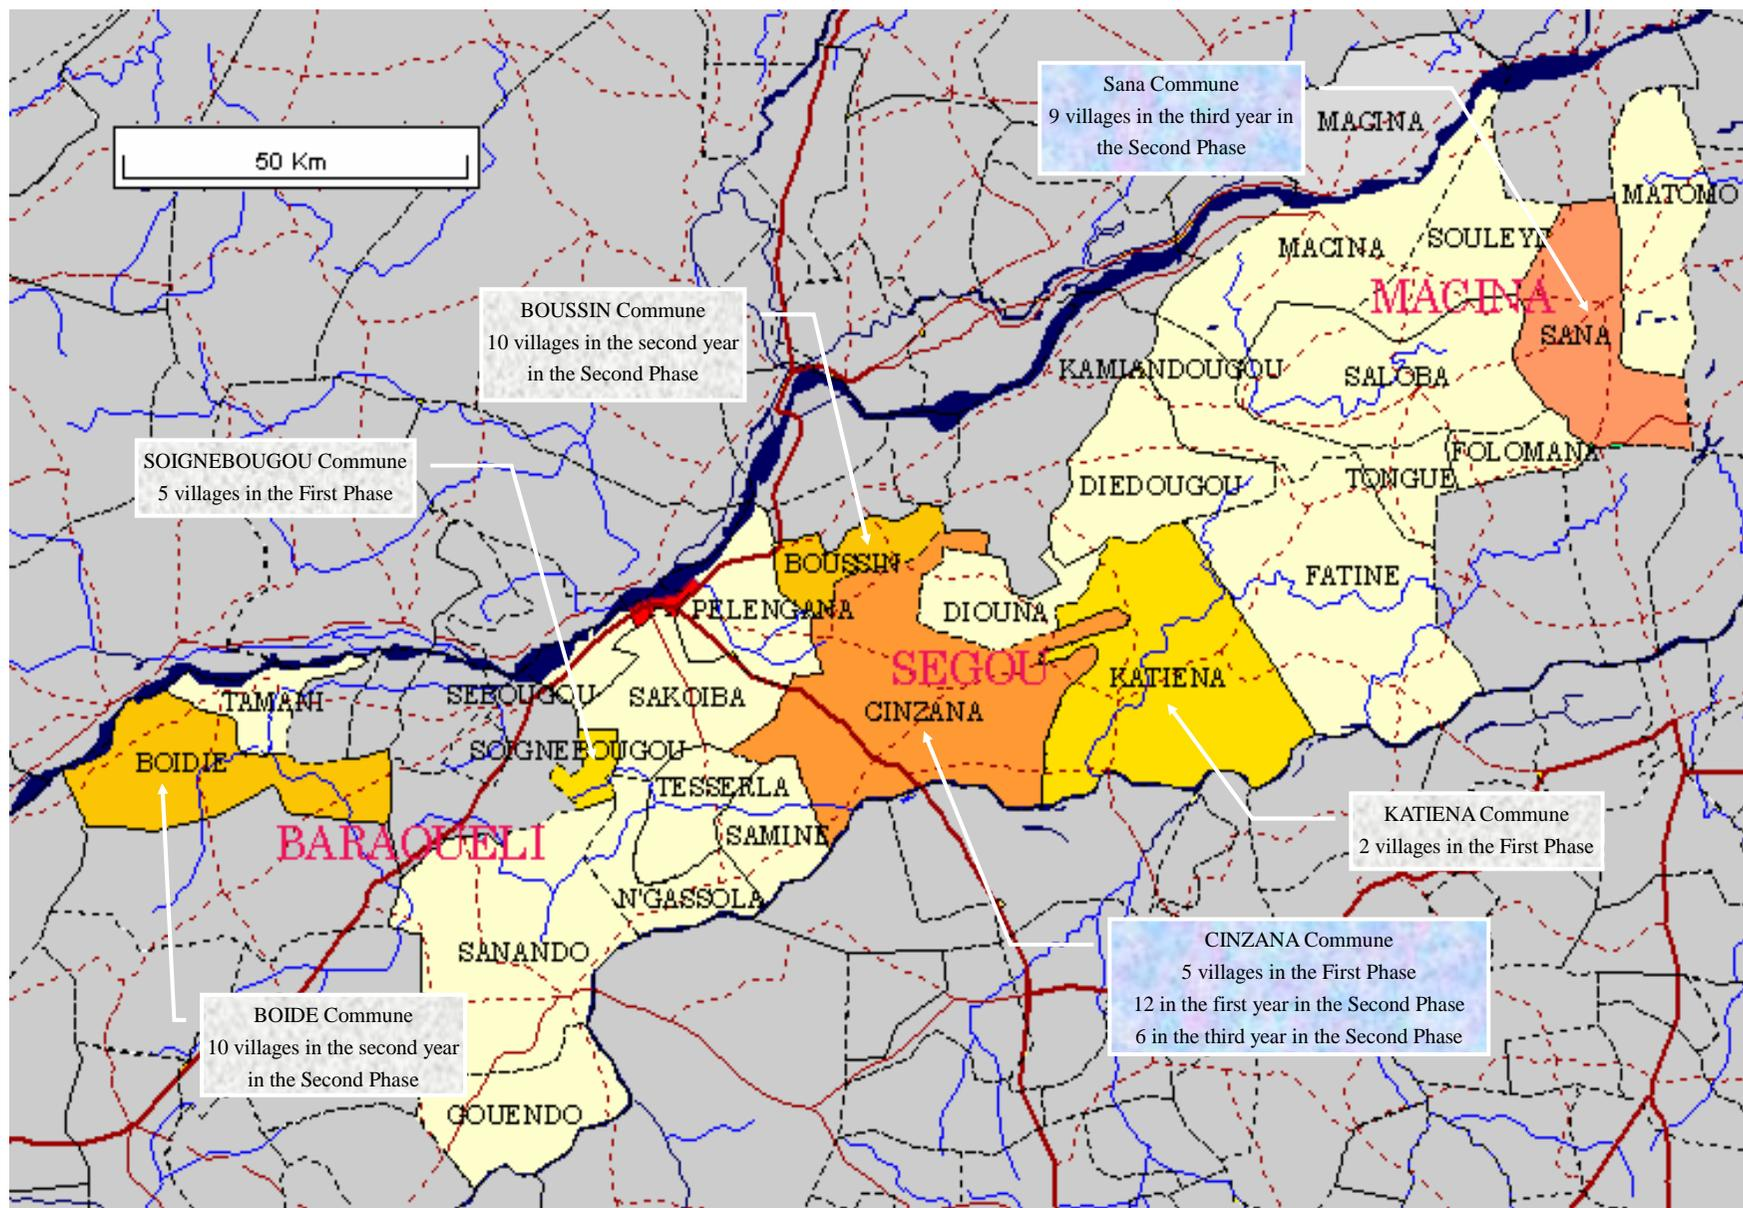 Sana Commune
9 villages in the third year in
the Second Phase
MACINA
MATOMO
MACINA
SOULEYE
MACINA
SANA
50 Km
BOUSSIN Commune
10 villages in the second year
in the Second Phase
KAMIANDOUGOU
SALOBA
FOLOMANA
TONGUE
DIEDOUGOU
SOIGNEBOUGOU Commune
5 villages in the First Phase
BOUSSIN
FATINE
PELENGANA
DIOUNA
SEGOU
KATIENA
CINZANA
SAKOIBA
SEBOUGOU
TAMANI
BOIDIE
SOIGNEBOUGOU
TESSERLA
SAMINE
BARAOUELI
N'GASSOLA
SANANDO
GOUENDO
KATIENA Commune
2 villages in the First Phase
CINZANA Commune
5 villages in the First Phase
12 in the first year in the Second Phase
6 in the third year in the Second Phase
BOIDE Commune
10 villages in the second year
in the Second Phase